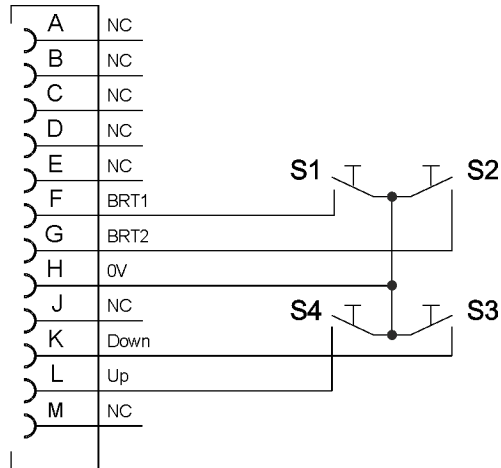 A NC
B NC
C NC
D NC
E NC
S1 S2
F BRT1
G BRT2
H 0V
J NC
S4 S3
K Down
L Up
M NC